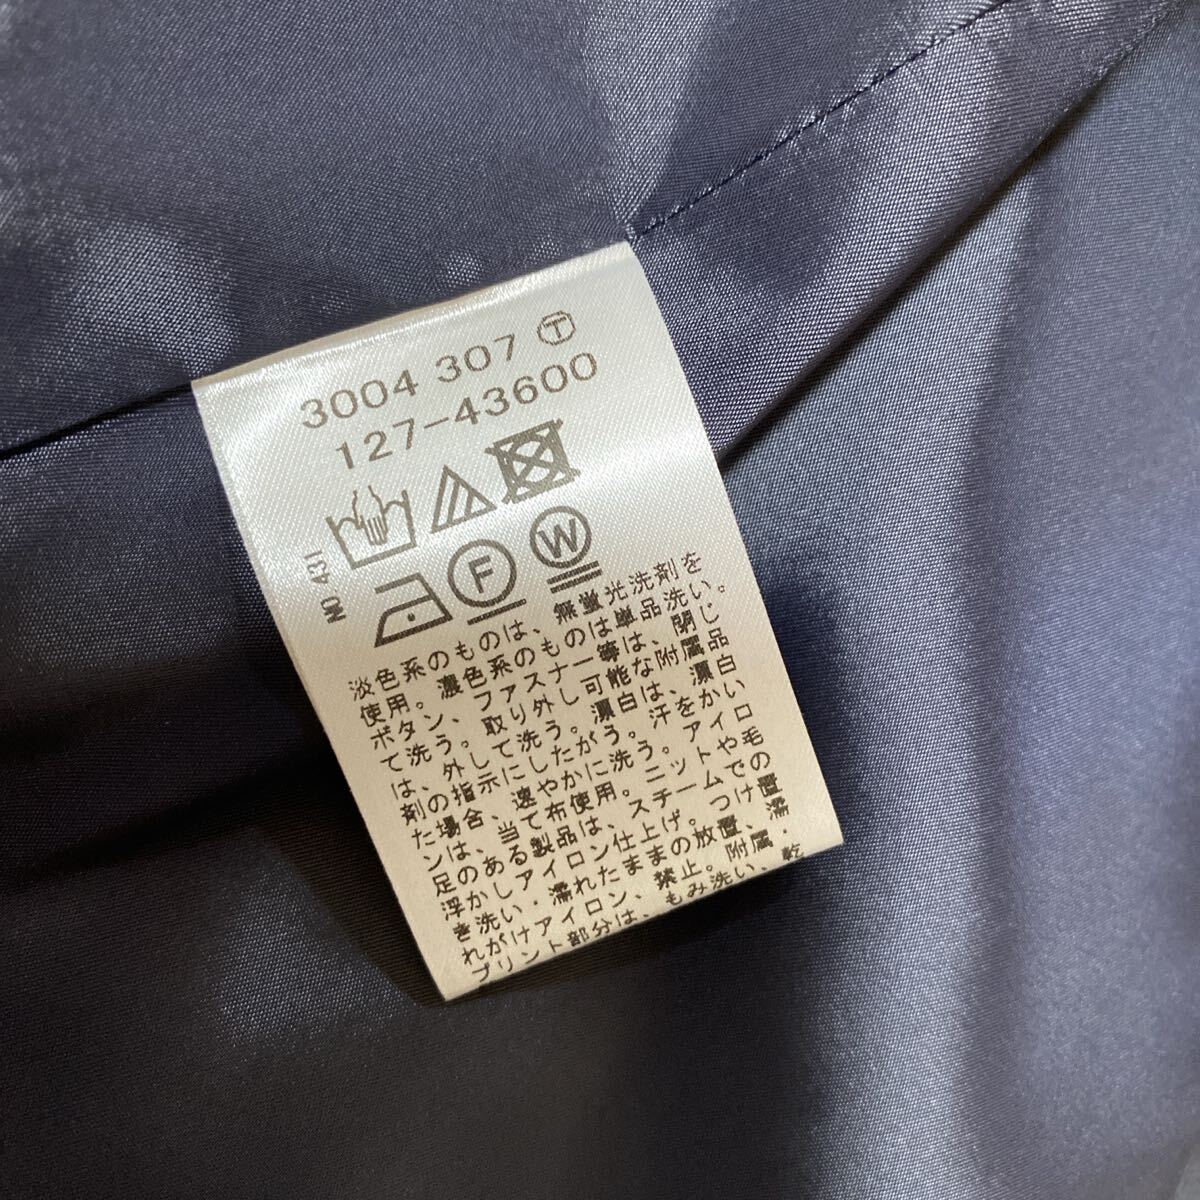 3004 307 Ⓣ
127-43600
NO 431
F
W
淡色系のものは、無蛍光洗剤を
使用。濃色系のものは単品洗い。
ボタン、ファスナー等は、閉じ
て洗う。取り外し可能な附属品
は、外して洗う。漂白は、漂白
剤の指示にしたがう。汗をかい
た場合、速やかに洗う。アイロ
ンは、当て布使用。ニットや毛
足のある製品は、スチームでの
浮かしアイロン仕上げ。つけ置
き洗い・濡れたままの放置、濡
れがけアイロン、禁止。附属・
プリント部分は、もみ洗い、乾